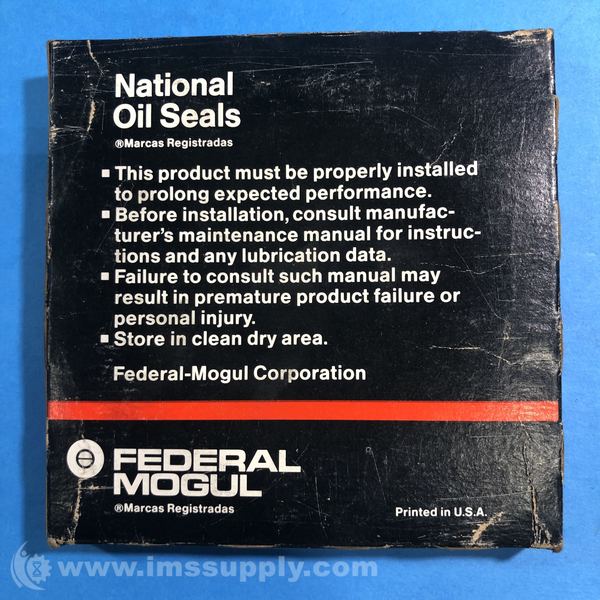 National
Oil Seals
®Marcas Registradas
▪ This product must be properly installed
to prolong expected performance.
▪ Before installation, consult manufac-
turer's maintenance manual for instruc-
tions and any lubrication data.
▪ Failure to consult such manual may
result in premature product failure or
personal injury.
▪ Store in clean dry area.
Federal-Mogul Corporation
FEDERAL
MOGUL
®Marcas Registradas
Printed in U.S.A.
www.imssupply.com